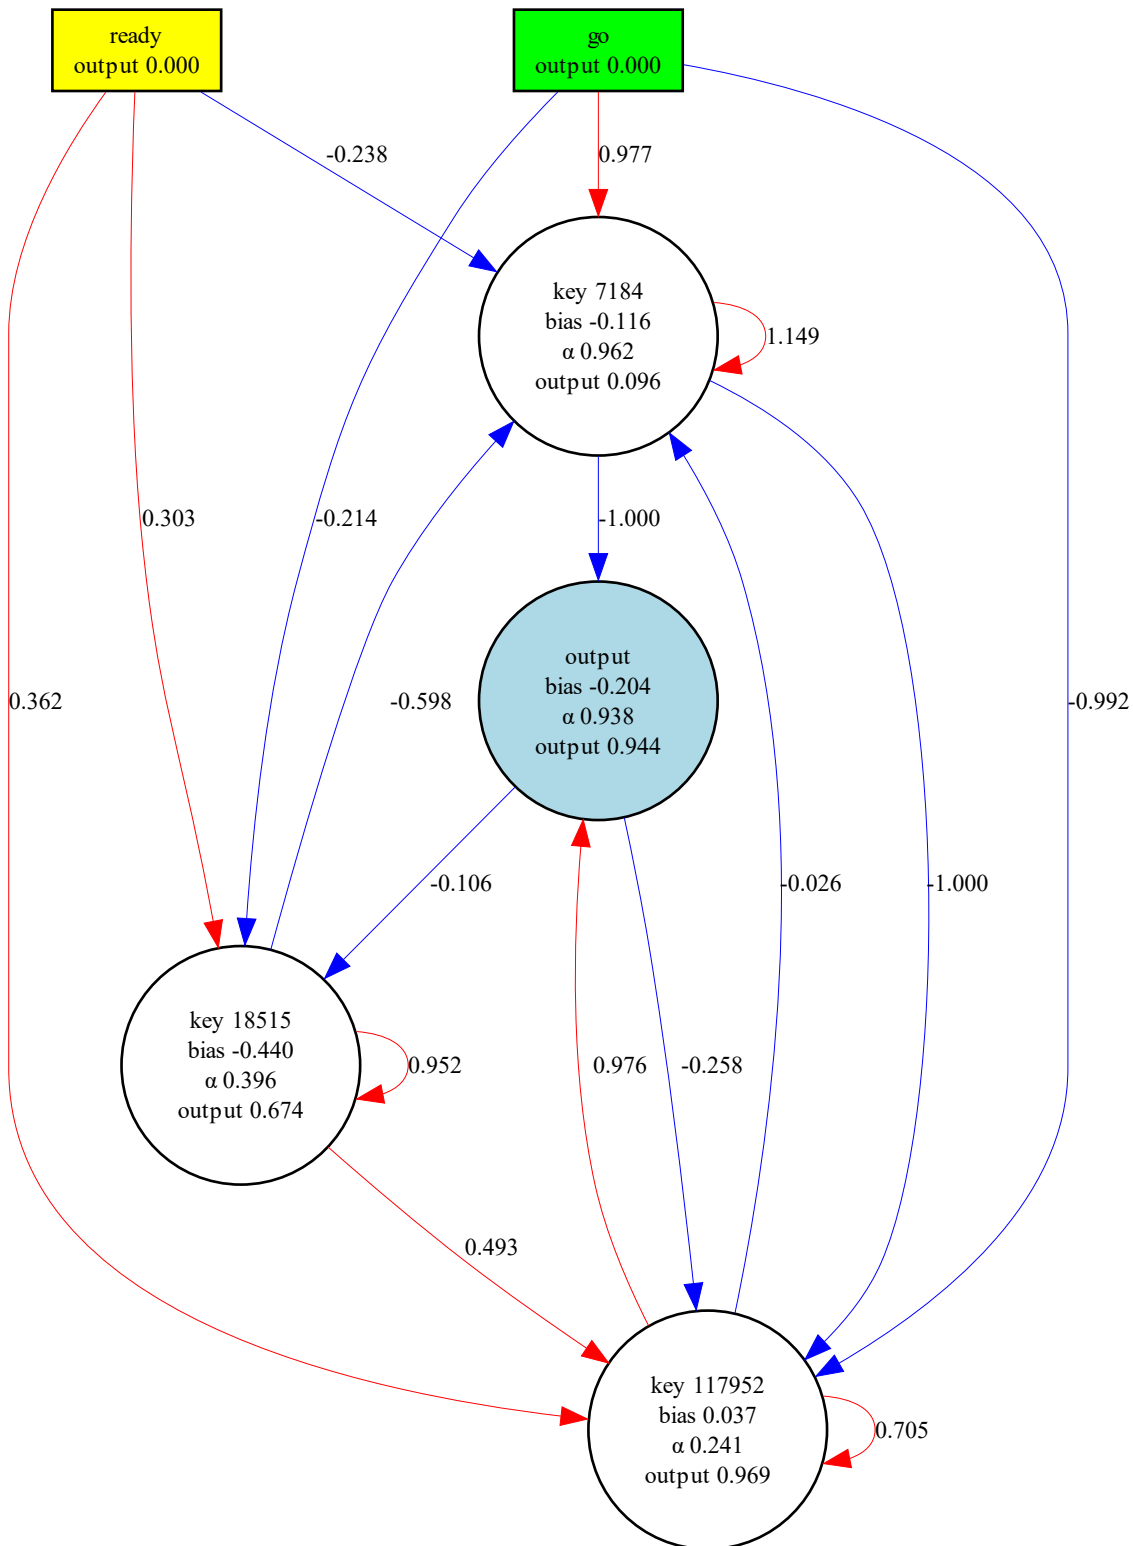 ready
output 0.000
go
output 0.000
-0.238
0.977
key 7184
bias -0.116
α 0.962
output 0.096
1.149
0.303
-0.214
-1.000
output
bias -0.204
α 0.938
output 0.944
0.362
-0.598
-0.992
-0.106
-0.026
-1.000
key 18515
bias -0.440
α 0.396
output 0.674
0.952
0.976
-0.258
0.493
key 117952
bias 0.037
α 0.241
output 0.969
0.705